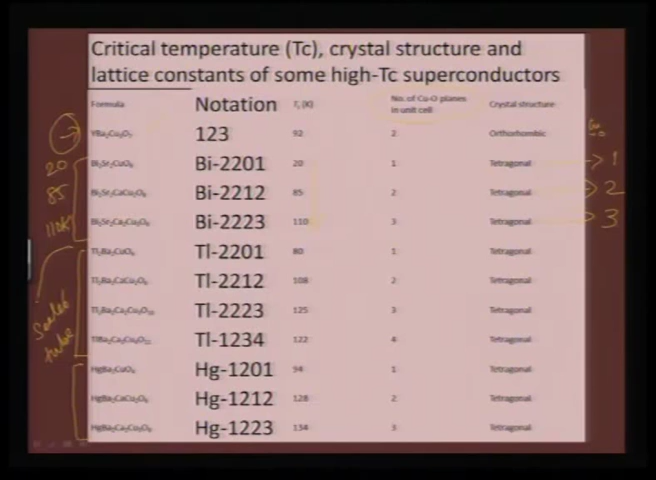 Critical temperature (Tc), crystal structure and
lattice constants of some high-Tc superconductors
Formula Notation Tc (K) No. of Cu-O planes in unit cell Crystal structure
YBa2Cu3O7 123 92 2 Orthorhombic
Bi2Sr2CuO6 Bi-2201 20 1 Tetragonal
Bi2Sr2CaCu2O8 Bi-2212 85 2 Tetragonal
Bi2Sr2Ca2Cu3O6 Bi-2223 110 3 Tetragonal
Tl2Ba2CuO6 Tl-2201 80 1 Tetragonal
Tl2Ba2CaCu2O8 Tl-2212 108 2 Tetragonal
Tl2Ba2Ca2Cu3O10 Tl-2223 125 3 Tetragonal
TlBa2Ca3Cu4O11 Tl-1234 122 4 Tetragonal
HgBa2CuO4 Hg-1201 94 1 Tetragonal
HgBa2CaCu2O6 Hg-1212 128 2 Tetragonal
HgBa2Ca2Cu3O8 Hg-1223 134 3 Tetragonal
20
85
110K
Sealed
tube
1
2
3